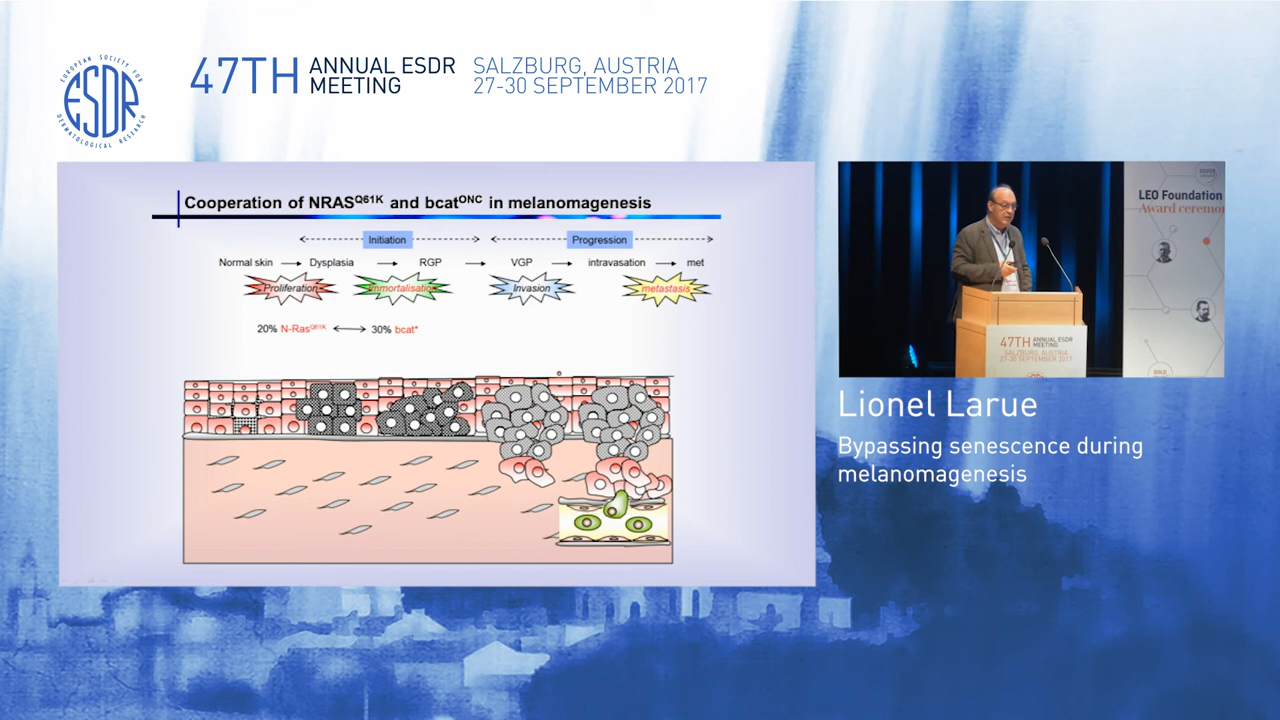 EUROPEAN SOCIETY FOR
ESDR
DERMATOLOGICAL RESEARCH
47TH ANNUAL ESDR MEETING
SALZBURG, AUSTRIA
27-30 SEPTEMBER 2017
Cooperation of NRASQ61K and bcatONC in melanomagenesis
Initiation Progression
Normal skin Dysplasia RGP VGP intravasation met
Proliferation Immortalisation Invasion metastasis
20% N-RasQ61K 30% bcat*
LEO Foundation
Award ceremo
GOLD
47TH ANNUAL ESDR MEETING
SALZBURG, AUSTRIA
27-30 SEPTEMBER 2017
Lionel Larue
Bypassing senescence during
melanomagenesis